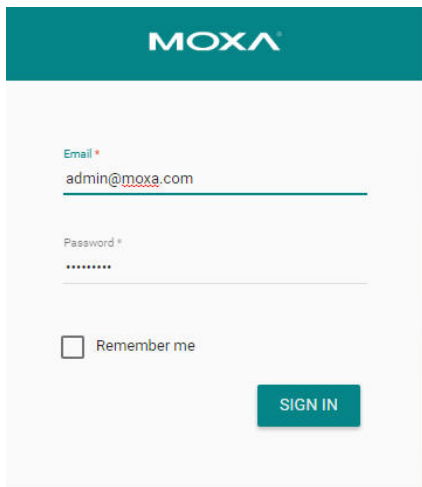 MOXA®
Email *
admin@moxa.com
Password *
•••••••••
Remember me
SIGN IN